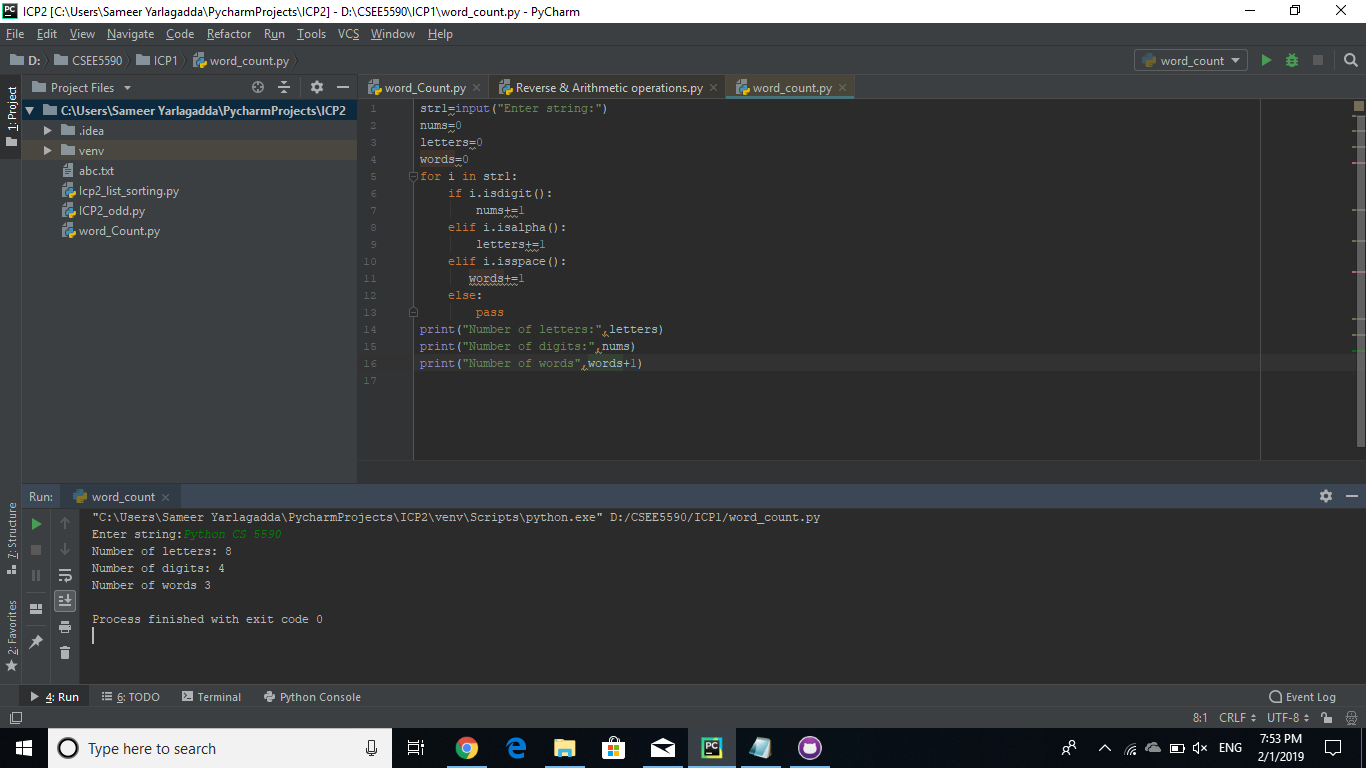 PC ICP2 [C:\Users\Sameer Yarlagadda\PycharmProjects\ICP2] - D:\CSEE5590\ICP1\word_count.py - PyCharm
File Edit View Navigate Code Refactor Run Tools VCS Window Help
D: CSEE5590 ICP1 word_count.py word_count
1: Project
Project Files
word_Count.py Reverse & Arithmetic operations.py word_count.py
C:\Users\Sameer Yarlagadda\PycharmProjects\ICP2
.idea
venv
abc.txt
Icp2_list_sorting.py
ICP2_odd.py
word_Count.py
1 strl=input("Enter string:")
2 nums=0
3 letters=0
4 words=0
5 for i in strl:
6 if i.isdigit():
7 nums+=1
8 elif i.isalpha():
9 letters+=1
10 elif i.isspace():
11 words+=1
12 else:
13 pass
14 print("Number of letters:",letters)
15 print("Number of digits:",nums)
16 print("Number of words",words+1)
17
Run: word_count
7: Structure
2: Favorites
"C:\Users\Sameer Yarlagadda\PycharmProjects\ICP2\venv\Scripts\python.exe" D:/CSEE5590/ICP1/word_count.py
Enter string:Python CS 5590
Number of letters: 8
Number of digits: 4
Number of words 3
Process finished with exit code 0
4: Run 6: TODO Terminal Python Console Event Log
8:1 CRLF UTF-8
Type here to search
PC
ENG
7:53 PM
2/1/2019